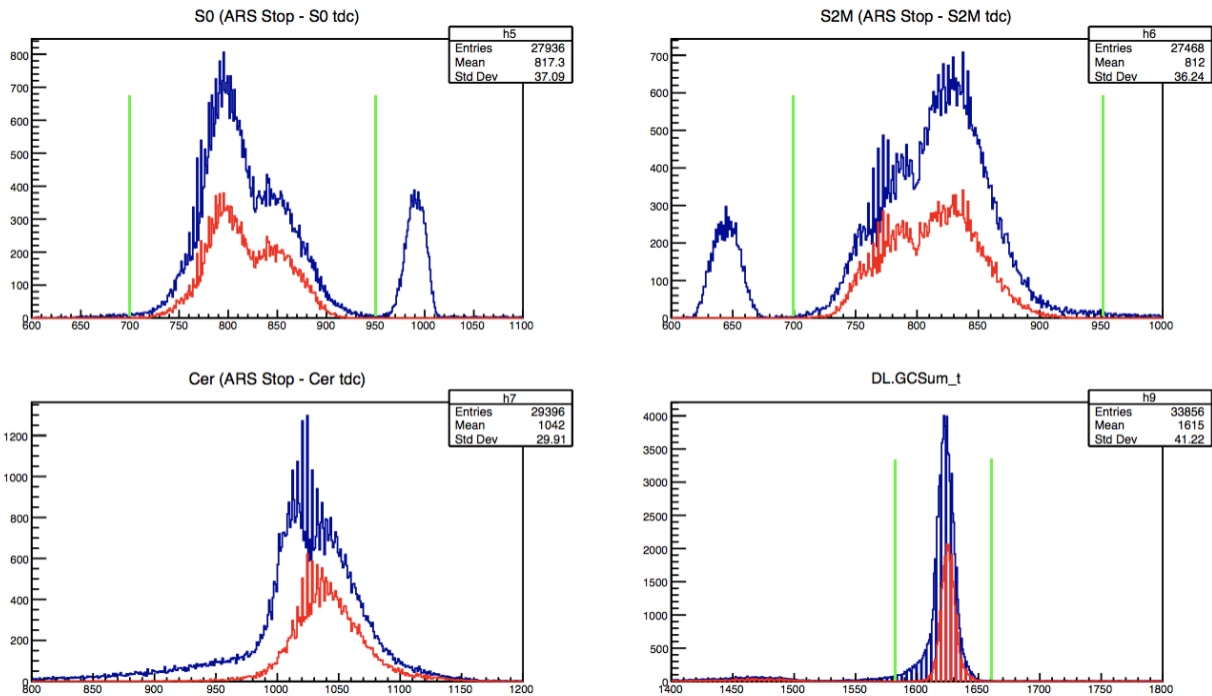 S0 (ARS Stop - S0 tdc)
h5
Entries 27936
Mean 817.3
Std Dev 37.09
800
700
600
500
400
300
200
100
0
600 650 700 750 800 850 900 950 1000 1050 1100
S2M (ARS Stop - S2M tdc)
h6
Entries 27468
Mean 812
Std Dev 36.24
700
600
500
400
300
200
100
0
600 650 700 750 800 850 900 950 1000
Cer (ARS Stop - Cer tdc)
h7
Entries 29396
Mean 1042
Std Dev 29.91
1200
1000
800
600
400
200
0
800 850 900 950 1000 1050 1100 1150 1200
DL.GCSum_t
h9
Entries 33856
Mean 1615
Std Dev 41.22
4000
3500
3000
2500
2000
1500
1000
500
0
1400 1450 1500 1550 1600 1650 1700 1750 1800